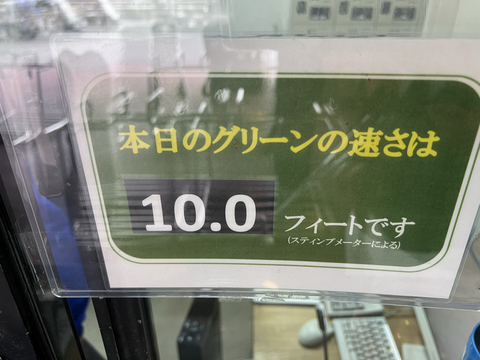 本日のグリーンの速さは
10.0
フィートです
(スティンプメーターによる)